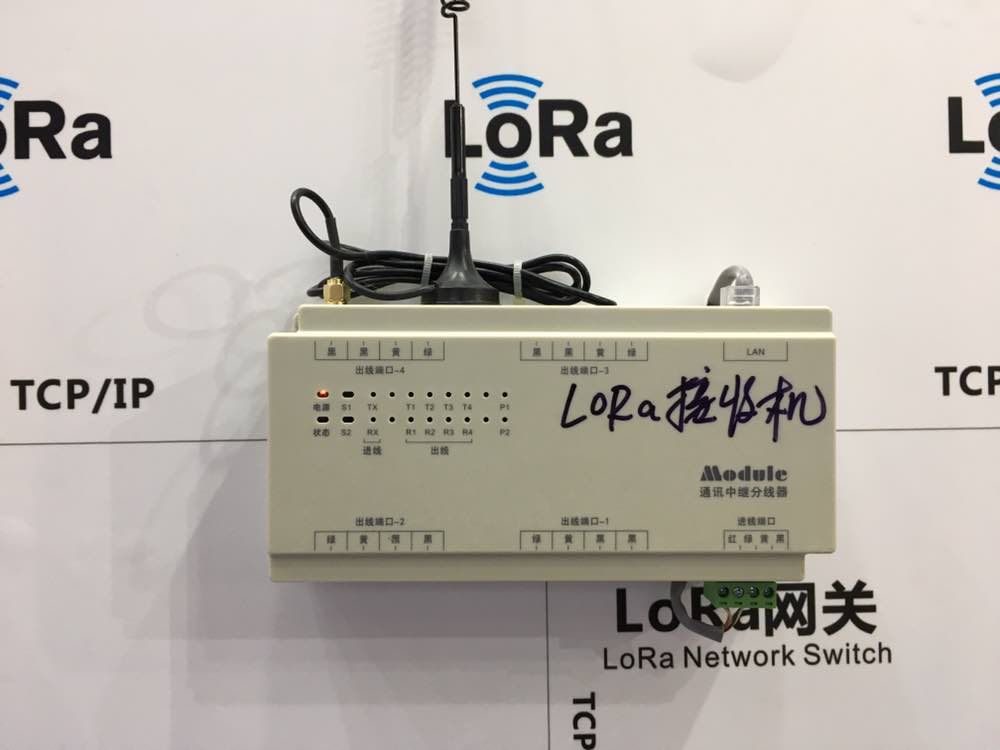 LoRa
LoRa
L
黑 黑 黄 绿
出线端口-4
黑 黑 黄 绿
出线端口-3
LAN
TCP/IP
TCP
电源 S1 TX T1 T2 T3 T4 P1
状态 S2 RX R1 R2 R3 R4 P2
进线 出线
LoRa接收机
Module
通讯中继分线器
出线端口-2
绿 黄 黑 黑
出线端口-1
绿 黄 黑 黑
进线端口
红 绿 黄 黑
LoRa网关
LoRa Network Switch
TCP